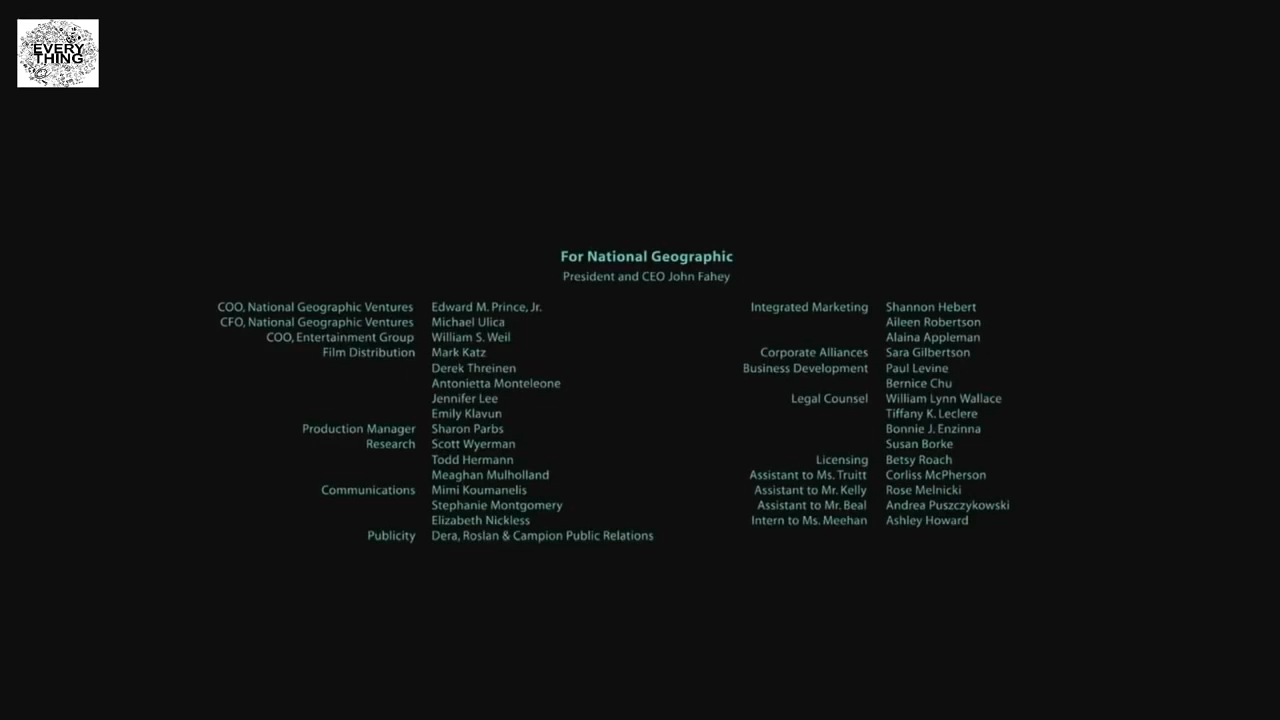 EVERY
THING
For National Geographic
President and CEO John Fahey
COO, National Geographic Ventures Edward M. Prince, Jr.
CFO, National Geographic Ventures Michael Ulica
COO, Entertainment Group William S. Weil
Film Distribution Mark Katz
Derek Threinen
Antonietta Monteleone
Jennifer Lee
Emily Klavun
Production Manager Sharon Parbs
Research Scott Wyerman
Todd Hermann
Meaghan Mulholland
Communications Mimi Koumanelis
Stephanie Montgomery
Elizabeth Nickless
Publicity Dera, Roslan & Campion Public Relations
Integrated Marketing Shannon Hebert
Aileen Robertson
Alaina Appleman
Corporate Alliances Sara Gilbertson
Business Development Paul Levine
Bernice Chu
Legal Counsel William Lynn Wallace
Tiffany K. Leclere
Bonnie J. Enzinna
Susan Borke
Licensing Betsy Roach
Assistant to Ms. Truitt Corliss McPherson
Assistant to Mr. Kelly Rose Melnicki
Assistant to Mr. Beal Andrea Puszczykowski
Intern to Ms. Meehan Ashley Howard